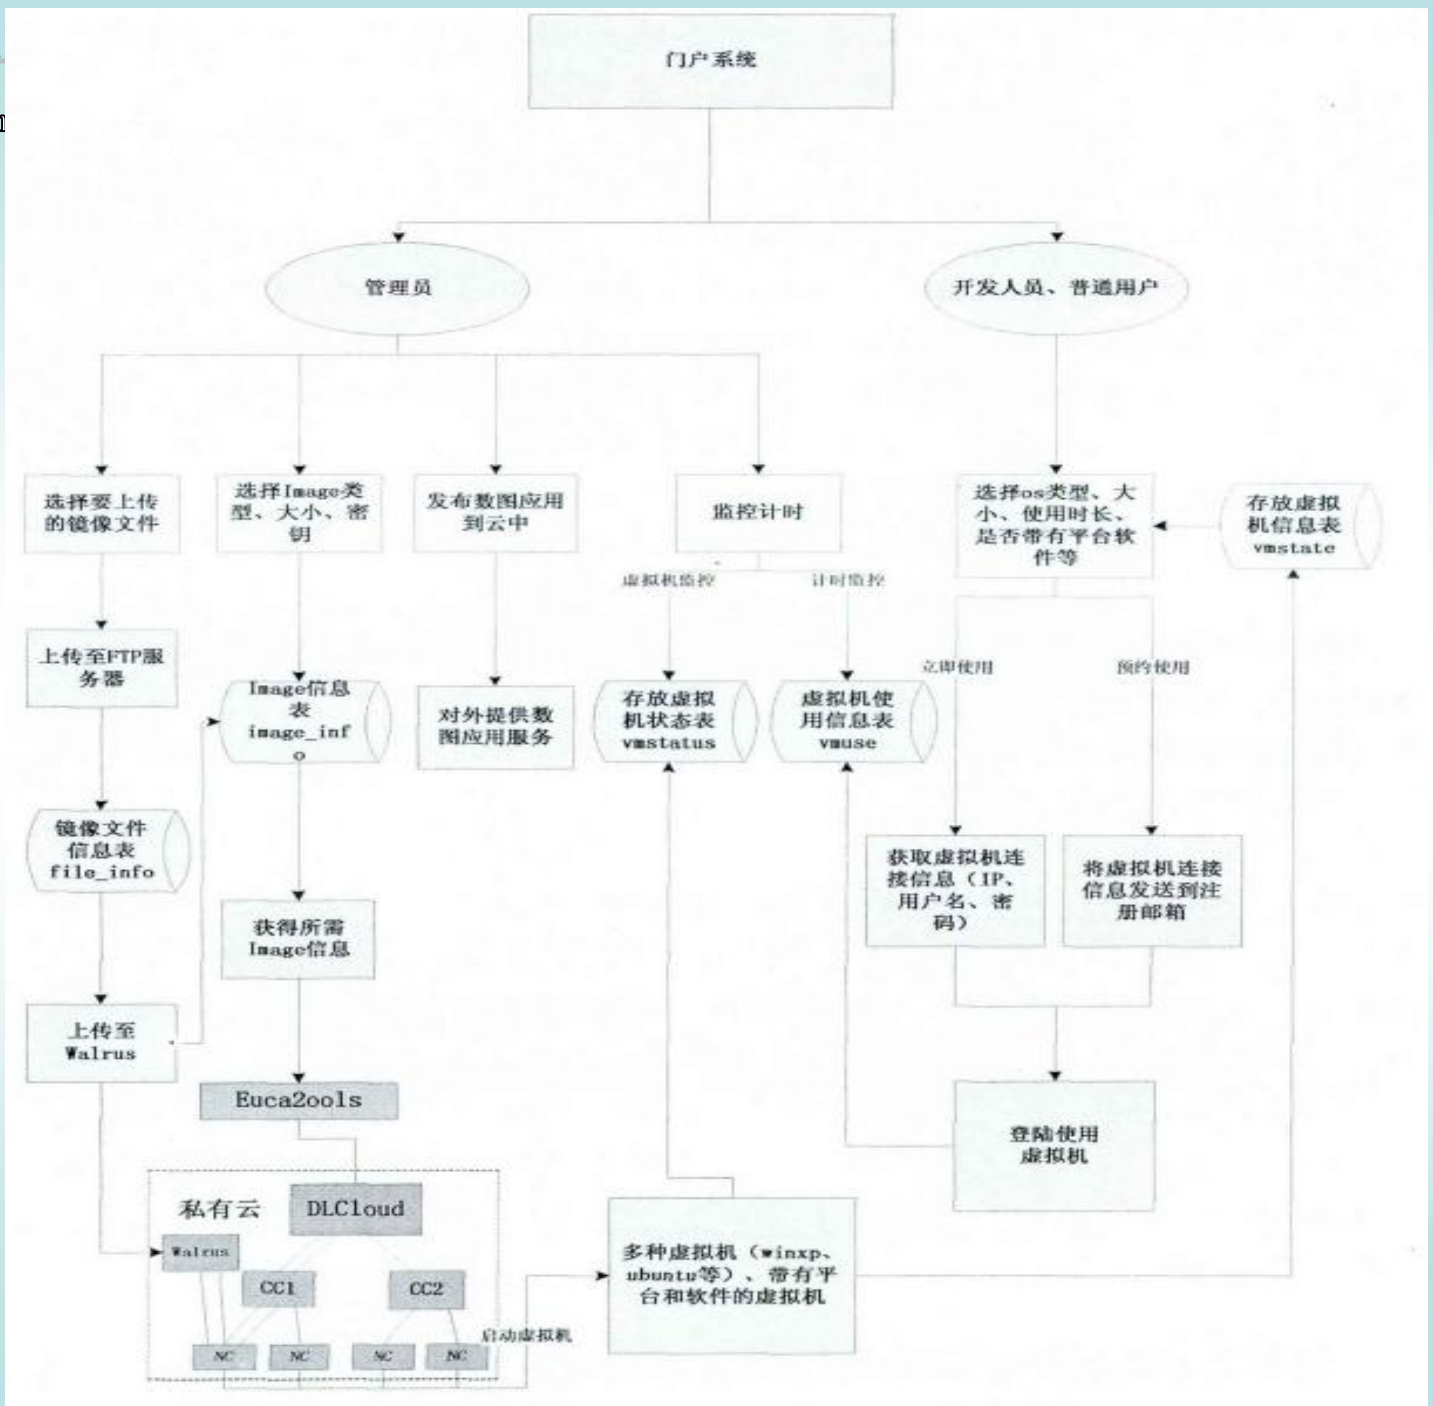 门户系统
管理员
开发人员、普通用户
选择要上传
的镜像文件
选择Image类
型、大小、密
钥
发布数图应用
到云中
监控计时
选择os类型、大
小、使用时长、
是否带有平台软
件等
存放虚拟
机信息表
vmstate
虚拟机监控
计时监控
上传至FTP服
务器
Image信息
表
image_inf
o
对外提供数
图应用服务
存放虚拟
机状态表
vmstatus
虚拟机使
用信息表
vmuse
立即使用
预约使用
镜像文件
信息表
file_info
获得所需
Image信息
获取虚拟机连
接信息（IP、
用户名、密
码）
将虚拟机连接
信息发送到注
册邮箱
上传至
Walrus
Euca2ools
登陆使用
虚拟机
私有云
DLCloud
Walrus
CC1
CC2
NC
NC
NC
NC
启动虚拟机
多种虚拟机（winxp、
ubuntu等）、带有平
台和软件的虚拟机